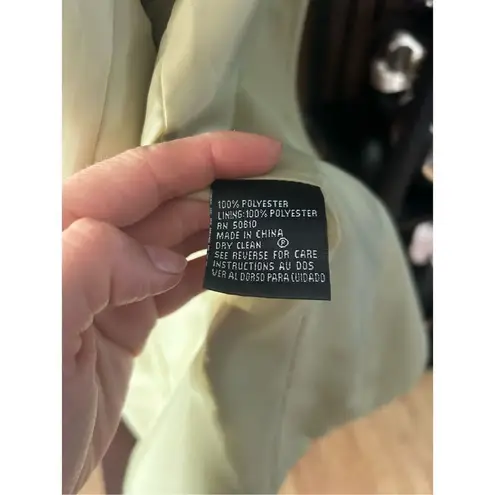 100% POLYESTER
LINING:100% POLYESTER
RN 50610
MADE IN CHINA
DRY CLEAN Ⓟ
SEE REVERSE FOR CARE
INSTRUCTIONS AU DOS
VER AL DORSO PARA CUIDADO